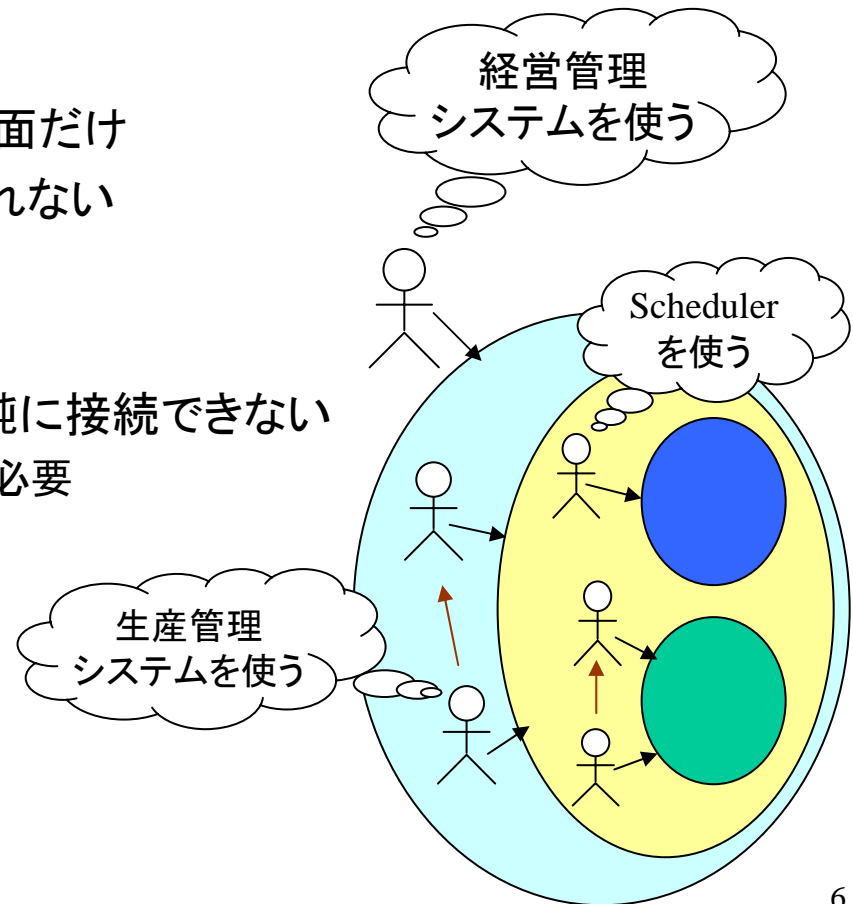 経営管理
システムを使う
面だけ
れない
Scheduler
を使う
純に接続できない
必要
生産管理
システムを使う
6